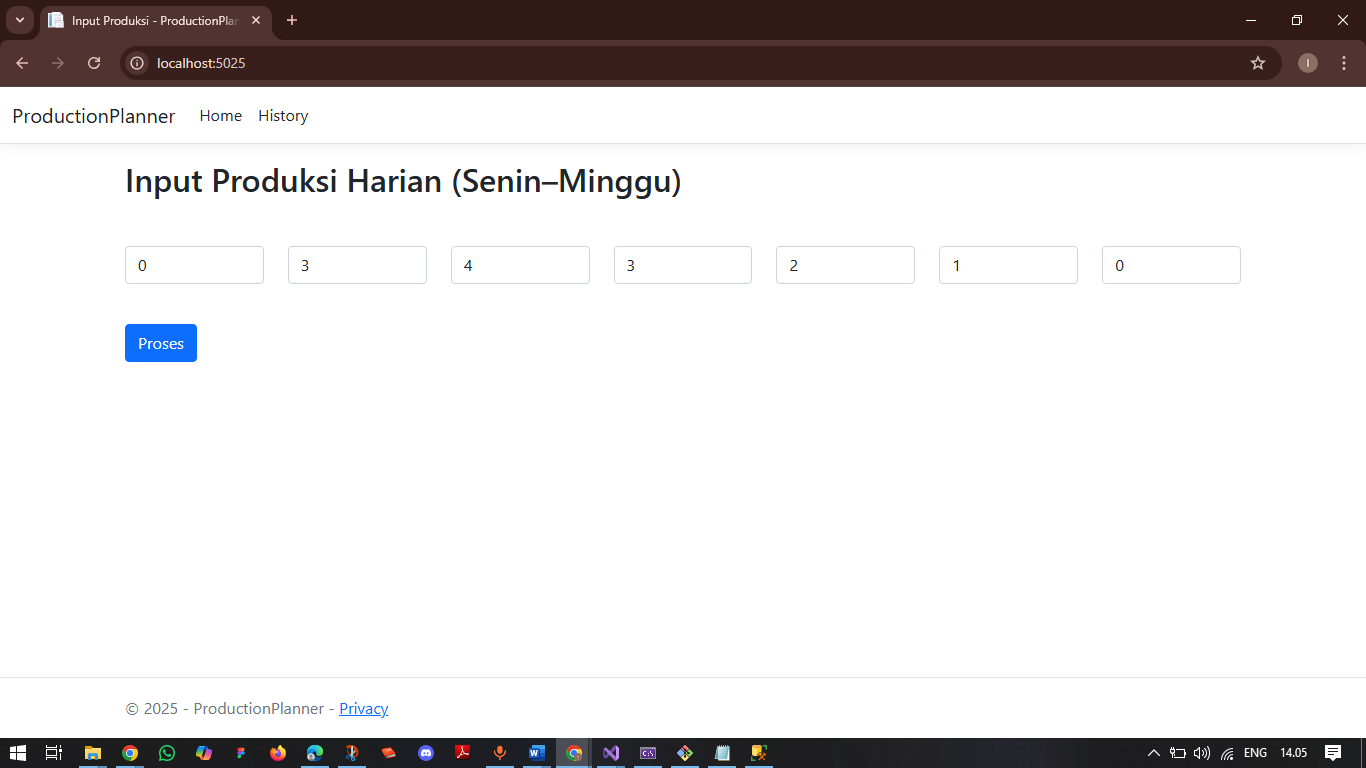 Input Produksi - ProductionPlan
localhost:5025
I
ProductionPlanner Home History
Input Produksi Harian (Senin–Minggu)
0 3 4 3 2 1 0
Proses
© 2025 - ProductionPlanner - Privacy
ENG 14.05